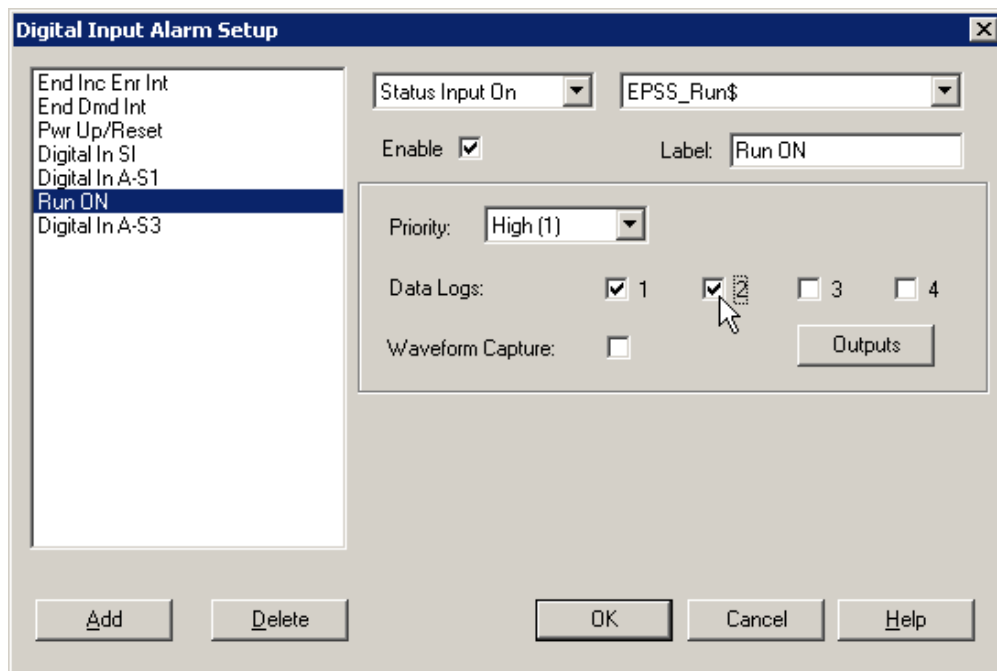 Digital Input Alarm Setup
End Inc Enr Int
End Dmd Int
Pwr Up/Reset
Digital In SI
Digital In A-S1
Run ON
Digital In A-S3
Status Input On
EPSS_Run$
Enable
Label: Run ON
Priority: High (1)
Data Logs: 1 2 3 4
Waveform Capture: Outputs
Add Delete OK Cancel Help